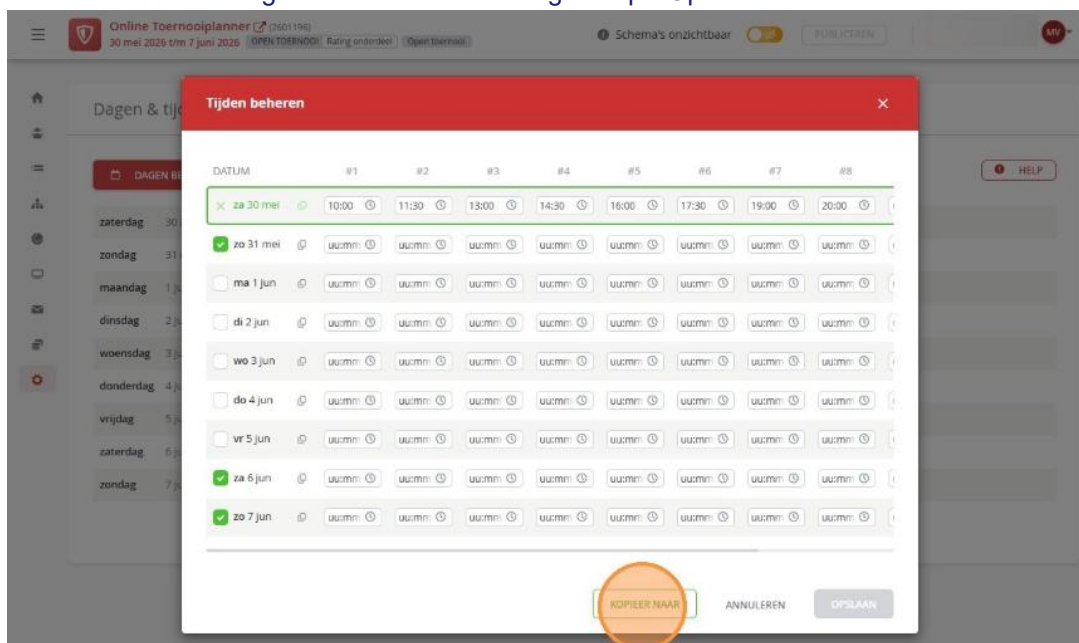 Online Toernooiplanner (2601196)
30 mei 2026 t/m 7 juni 2026 OPEN TOERNOOI Rating onderdeel Open toernooi
Schema's onzichtbaar
PUBLICEREN
MV
Dagen & tijd
DAGEN BE
HELP
zaterdag 30
zondag 31
maandag 1 ju
dinsdag 2 ju
woensdag 3 ju
donderdag 4 ju
vrijdag 5 ju
zaterdag 6 ju
zondag 7 ju
Tijden beheren
DATUM #1 #2 #3 #4 #5 #6 #7 #8
za 30 mei 10:00 11:30 13:00 14:30 16:00 17:30 19:00 20:00
zo 31 mei uu:mm uu:mm uu:mm uu:mm uu:mm uu:mm uu:mm uu:mm
ma 1 jun uu:mm uu:mm uu:mm uu:mm uu:mm uu:mm uu:mm uu:mm
di 2 jun uu:mm uu:mm uu:mm uu:mm uu:mm uu:mm uu:mm uu:mm
wo 3 jun uu:mm uu:mm uu:mm uu:mm uu:mm uu:mm uu:mm uu:mm
do 4 jun uu:mm uu:mm uu:mm uu:mm uu:mm uu:mm uu:mm uu:mm
vr 5 jun uu:mm uu:mm uu:mm uu:mm uu:mm uu:mm uu:mm uu:mm
za 6 jun uu:mm uu:mm uu:mm uu:mm uu:mm uu:mm uu:mm uu:mm
zo 7 jun uu:mm uu:mm uu:mm uu:mm uu:mm uu:mm uu:mm uu:mm
KOPIEER NAAR ANNULEREN OPSLAAN